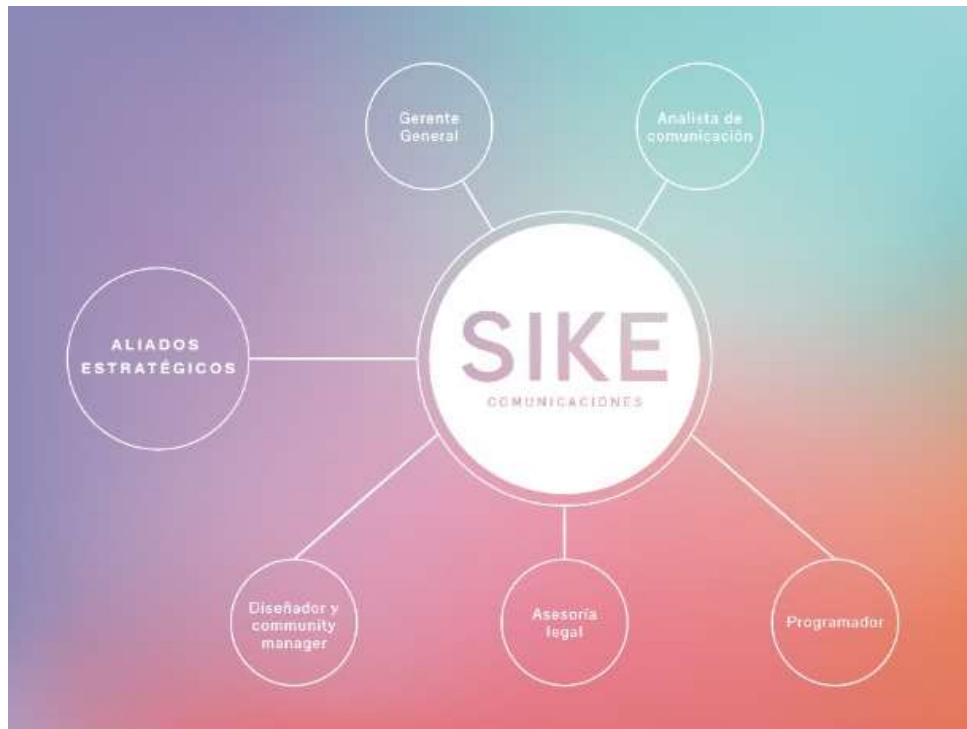 Gerente
General
Analista de
comunicación
ALIADOS
ESTRATÉGICOS
SIKE
COMUNICACIONES
Diseñador y
community
manager
Asesoría
legal
Programador